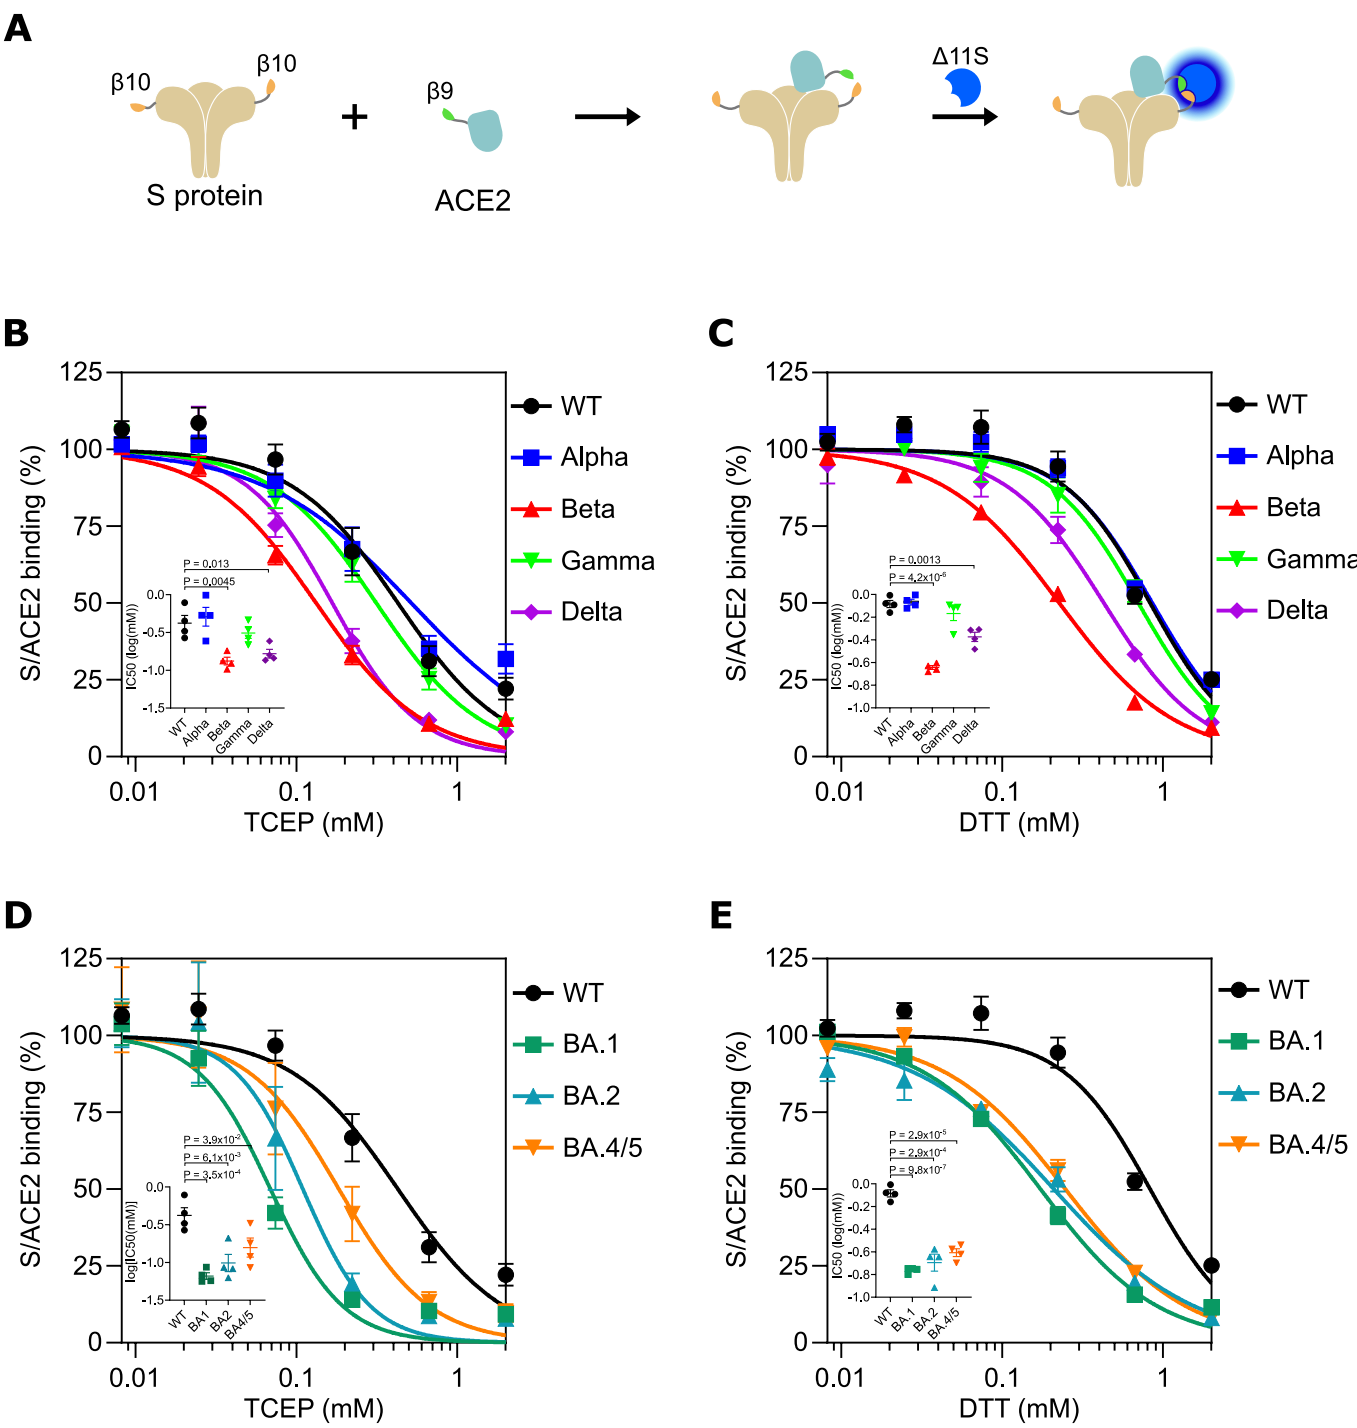 A
β10
β10
β9
Δ11S
S protein
ACE2
B
S/ACE2 binding (%)
125
100
75
50
25
0
0.01
0.1
1
TCEP (mM)
WT
Alpha
Beta
Gamma
Delta
P = 0.013
P = 0.0045
IC50 (log(mM))
0.0
-0.5
-1.0
-1.5
WT
Alpha
Beta
Gamma
Delta
C
S/ACE2 binding (%)
125
100
75
50
25
0
0.01
0.1
1
DTT (mM)
WT
Alpha
Beta
Gamma
Delta
P = 0.0013
P = 4.2x10⁻⁶
IC50 (log(mM))
0.0
-0.2
-0.4
-0.6
-0.8
-1.0
WT
Alpha
Beta
Gamma
Delta
D
S/ACE2 binding (%)
125
100
75
50
25
0
0.01
0.1
1
TCEP (mM)
WT
BA.1
BA.2
BA.4/5
P = 3.9x10⁻²
P = 6.1x10⁻³
P = 3.5x10⁻⁴
log[IC50(mM)]
0.0
-0.5
-1.0
-1.5
WT
BA1
BA2
BA4/5
E
S/ACE2 binding (%)
125
100
75
50
25
0
0.01
0.1
1
DTT (mM)
WT
BA.1
BA.2
BA.4/5
P = 2.9x10⁻⁵
P = 2.9x10⁻⁴
P = 9.8x10⁻⁷
IC50 (log(mM))
0.0
-0.2
-0.4
-0.6
-0.8
-1.0
WT
BA.1
BA.2
BA.4/5